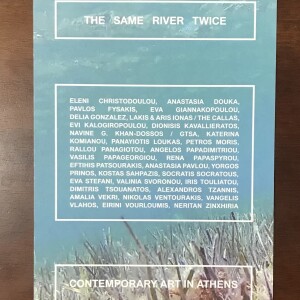 THE SAME RIVER TWICE
ELENI CHRISTODOULOU, ANASTASIA DOUKA,
PAVLOS FYSAKIS, EVA GIANNAKOPOULOU,
DELIA GONZALEZ, LAKIS & ARIS IONAS / THE CALLAS,
EVI KALOGIROPOULOU, DIONISIS KAVALLIERATOS,
NAVINE G. KHAN-DOSSOS / GTSA, KATERINA
KOMIANOU, PANAYIOTIS LOUKAS, PETROS MORIS,
RALLOU PANAGIOTOU, ANGELOS PAPADIMITRIOU,
VASILIS PAPAGEORGIOU, RENA PAPASPYROU,
EFTIHIS PATSOURAKIS, ANASTASIA PAVLOU, YORGOS
PRINOS, KOSTAS SAHPAZIS, SOCRATIS SOCRATOUS,
EVA STEFANI, VALINIA SVORONOU, IRIS TOULIATOU,
DIMITRIS TSOUANATOS, ALEXANDROS TZANNIS,
AMALIA VEKRI, NIKOLAS VENTOURAKIS, VANGELIS
VLAHOS, EIRINI VOURLOUMIS, NERITAN ZINXHIRIA
CONTEMPORARY ART IN ATHENS